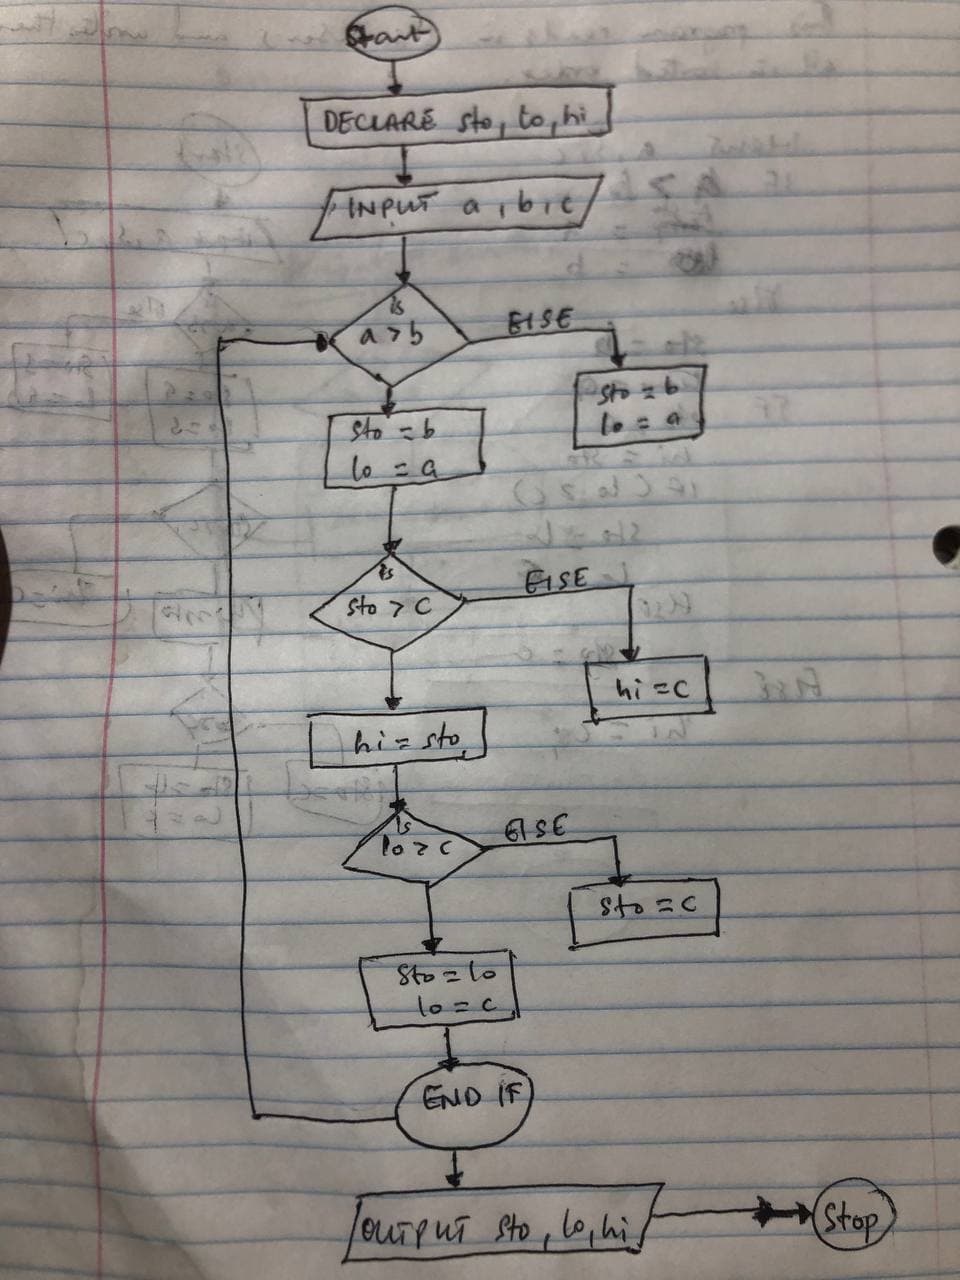 Start
DECLARE sto, lo, hi
INPUT a, b, c
is
a > b
ELSE
sto = b
lo = a
sto = b
lo = a
is
sto > c
ELSE
hi = c
hi = sto
is
lo > c
ELSE
sto = c
sto = lo
lo = c
END IF
OUTPUT sto, lo, hi
Stop